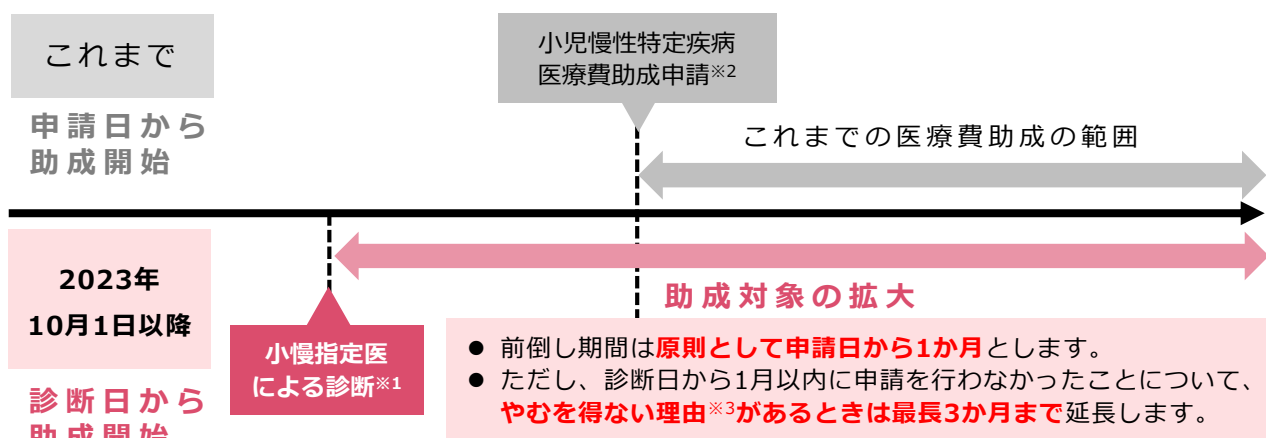 これまで
申請日から
助成開始
小児慢性特定疾病
医療費助成申請※2
これまでの医療費助成の範囲
2023年
10月1日以降
診断日から
助成開始
小慢指定医
による診断※1
助成対象の拡大
● 前倒し期間は原則として申請日から1か月とします。
● ただし、診断日から1月以内に申請を行わなかったことについて、
やむを得ない理由※3があるときは最長3か月まで延長します。